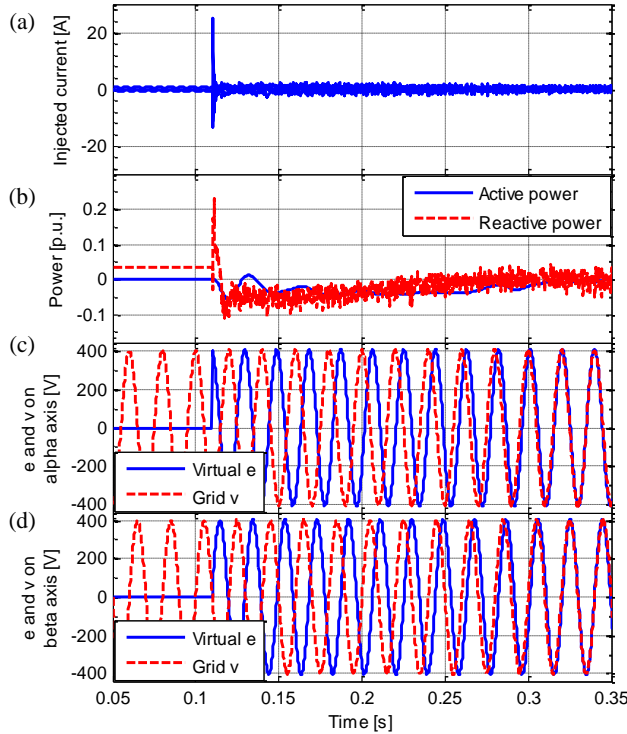 (a)
Injected current [A]
20
0
-20
(b)
Power [p.u.]
0.2
0.1
0
-0.1
Active power
Reactive power
(c)
e and v on
alpha axis [V]
400
200
0
-200
-400
Virtual e
Grid v
(d)
e and v on
beta axis [V]
400
200
0
-200
-400
Virtual e
Grid v
0.05 0.1 0.15 0.2 0.25 0.3 0.35
Time [s]